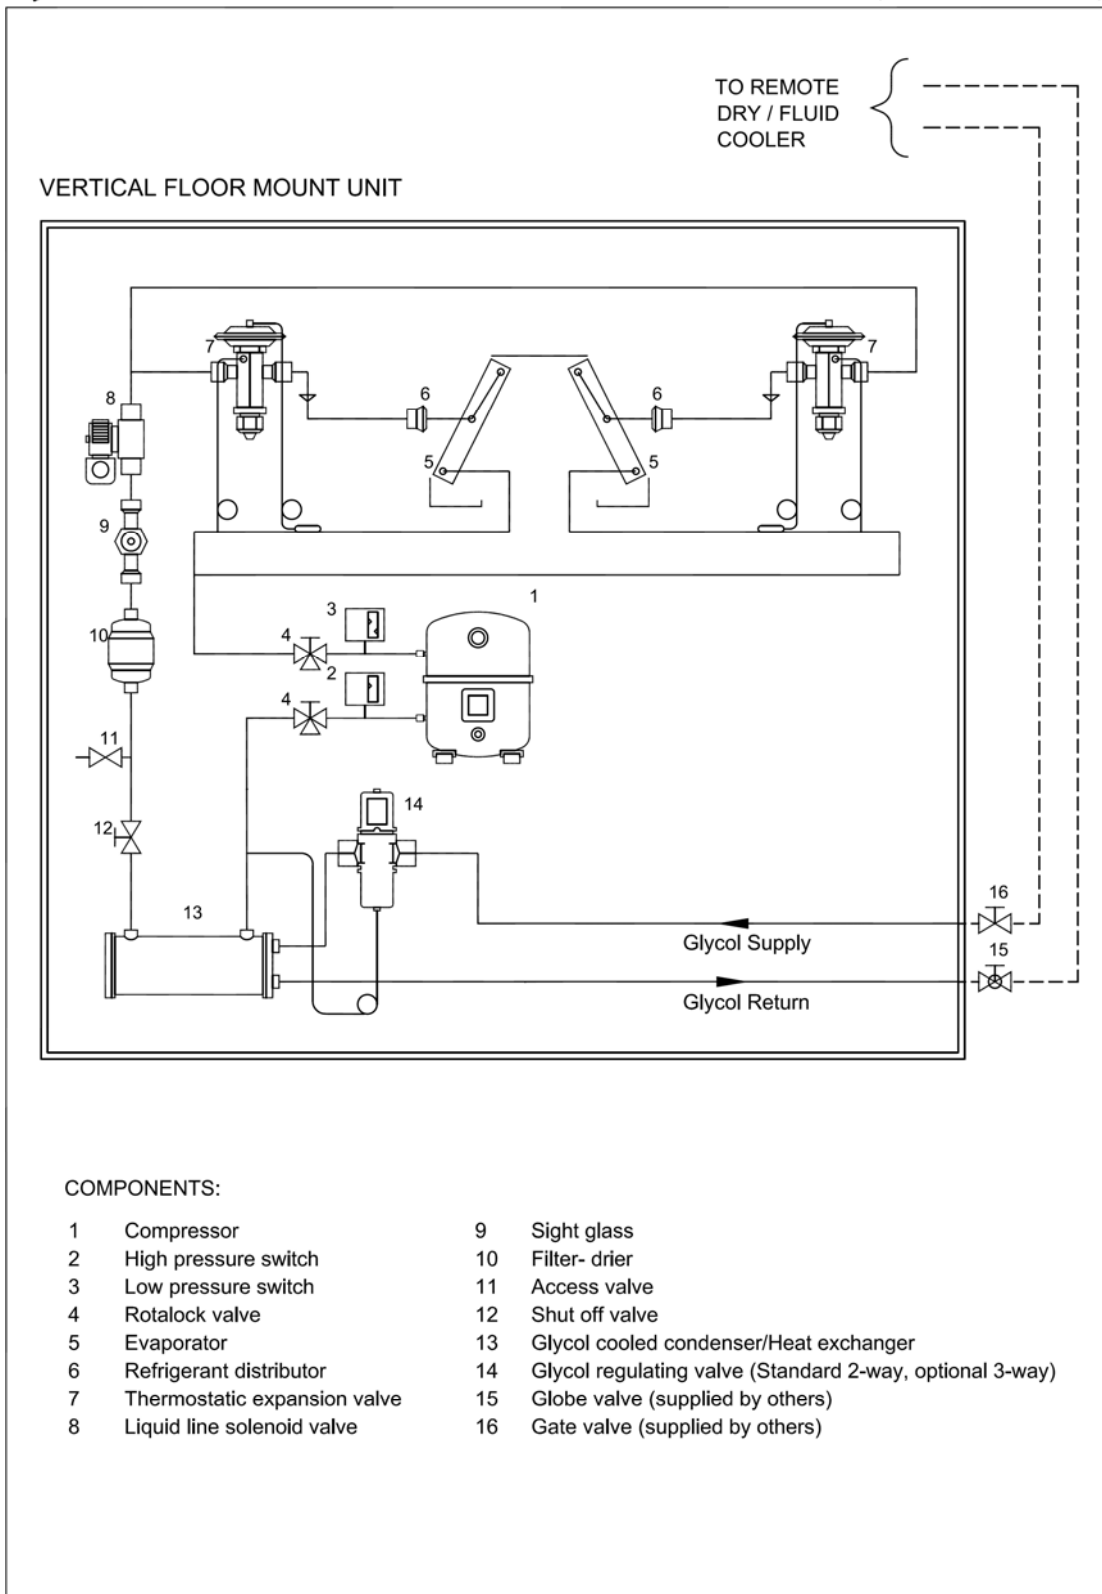 TO REMOTE
DRY / FLUID
COOLER
VERTICAL FLOOR MOUNT UNIT
7
7
8
6
6
5
5
9
1
3
10
4
2
4
11
14
12
16
13
Glycol Supply
15
Glycol Return
COMPONENTS:
1 Compressor
2 High pressure switch
3 Low pressure switch
4 Rotalock valve
5 Evaporator
6 Refrigerant distributor
7 Thermostatic expansion valve
8 Liquid line solenoid valve
9 Sight glass
10 Filter- drier
11 Access valve
12 Shut off valve
13 Glycol cooled condenser/Heat exchanger
14 Glycol regulating valve (Standard 2-way, optional 3-way)
15 Globe valve (supplied by others)
16 Gate valve (supplied by others)